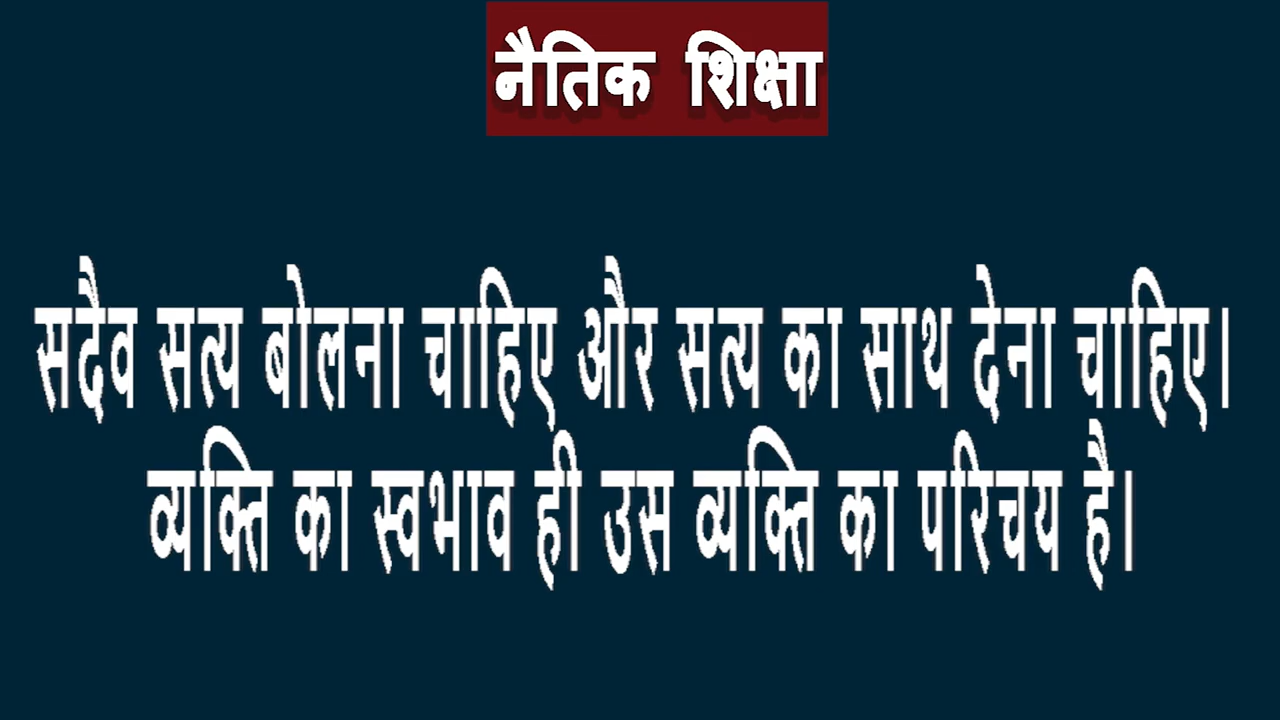 नैतिक शिक्षा
सदैव सत्य बोलना चाहिए और सत्य का साथ देना चाहिए।
व्यक्ति का स्वभाव ही उस व्यक्ति का परिचय है।